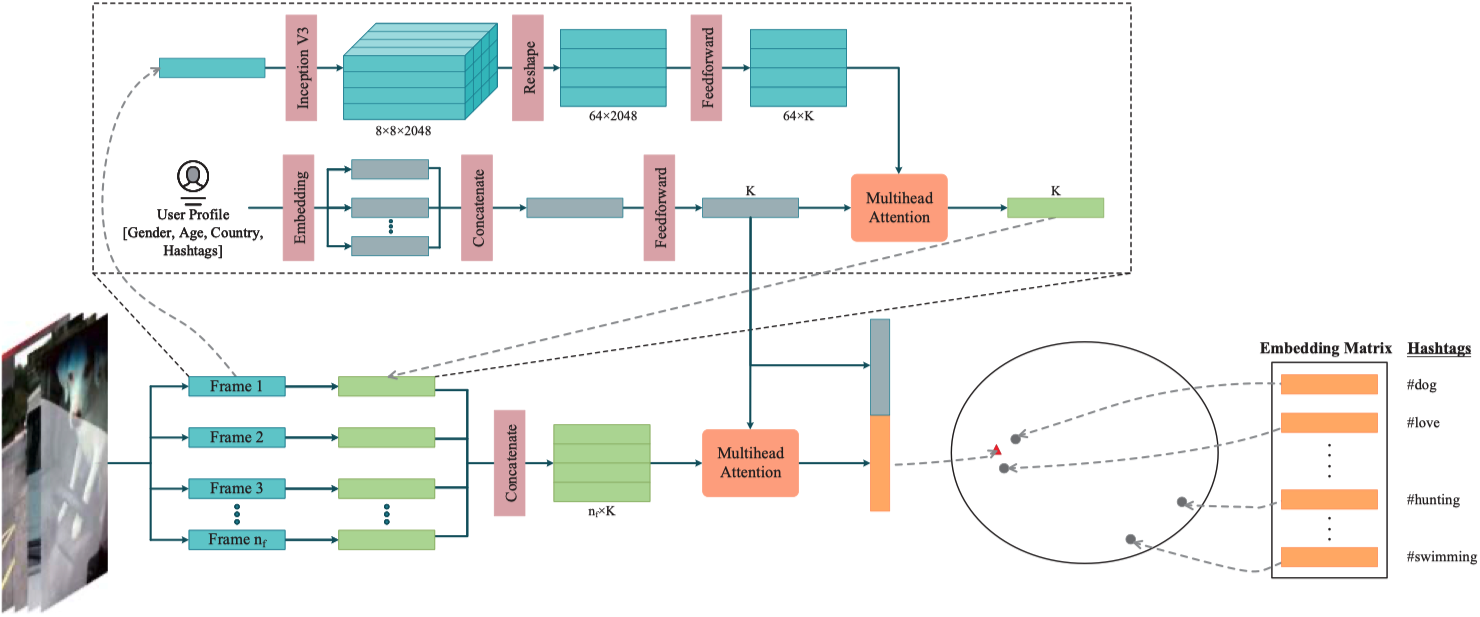 Inception V3
8×8×2048
Reshape
64×2048
Feedforward
64×K
User Profile
[Gender, Age, Country,
Hashtags]
Embedding
Concatenate
Feedforward
K
Multihead
Attention
K
Frame 1
Frame 2
Frame 3
Frame nf
Concatenate
nf×K
Multihead
Attention
Embedding Matrix
Hashtags
#dog
#love
#hunting
#swimming